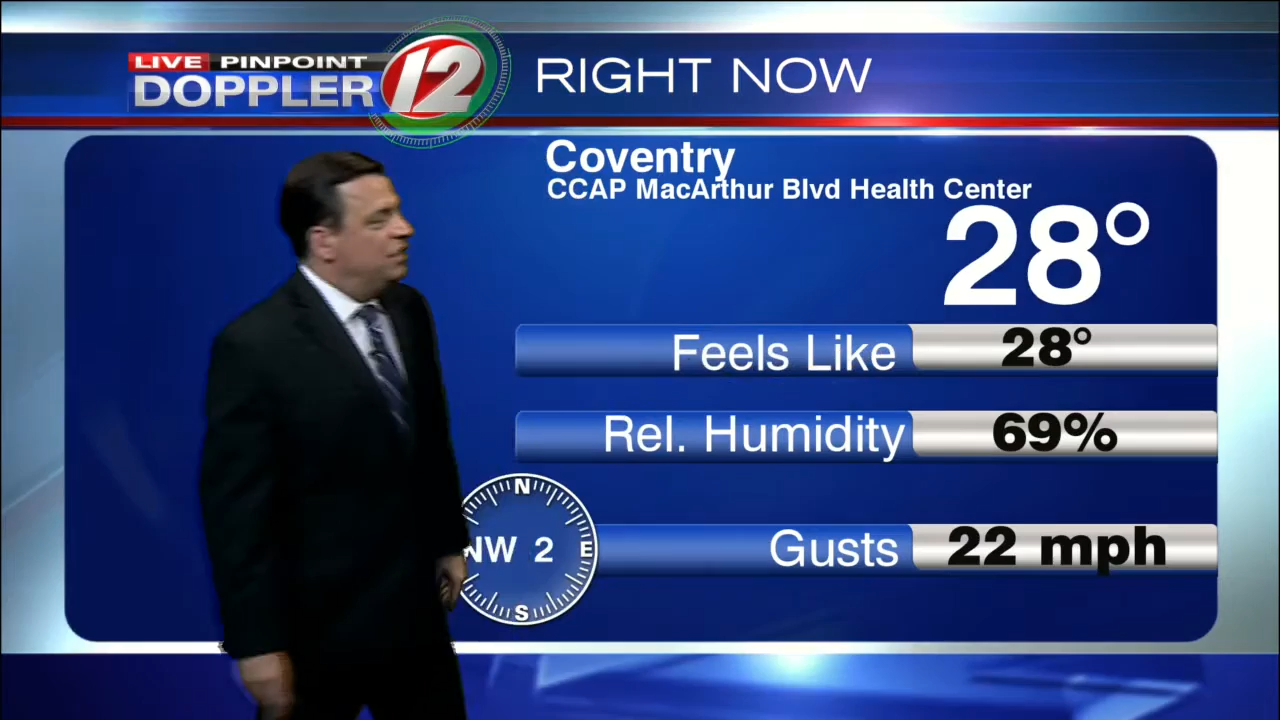 LIVE PINPOINT
DOPPLER 12
RIGHT NOW
Coventry
CCAP MacArthur Blvd Health Center
28°
Feels Like 28°
Rel. Humidity 69%
N
NW 2 E
S
Gusts 22 mph